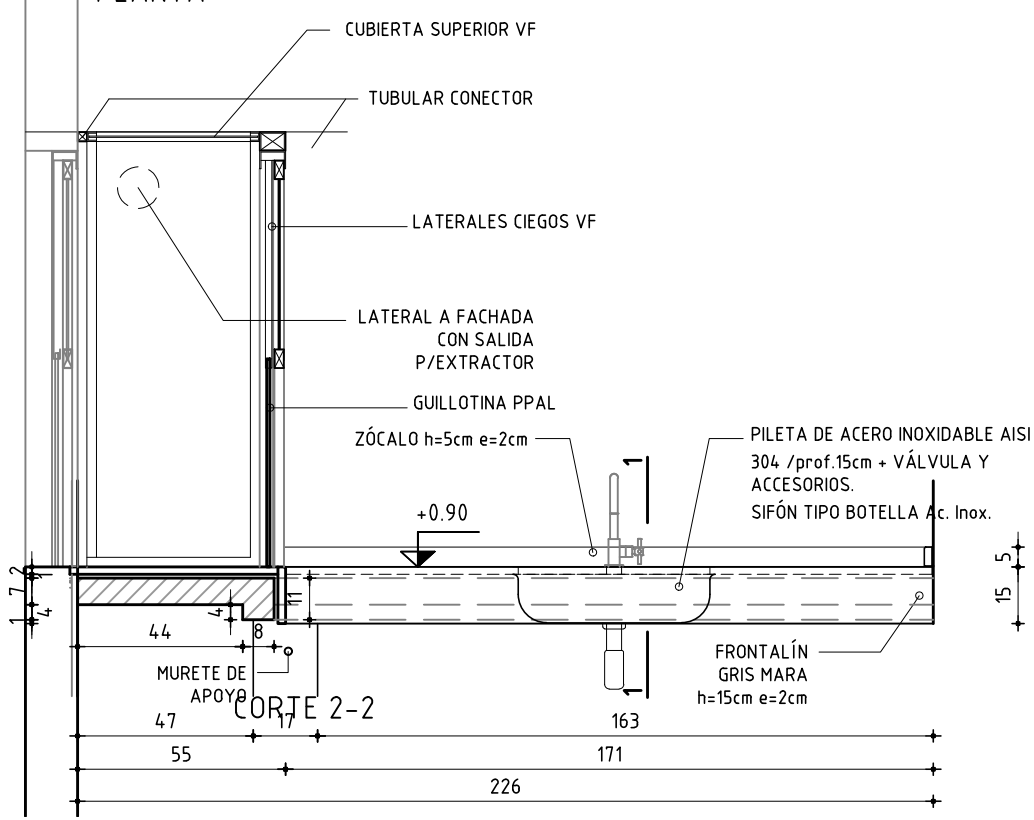 CUBIERTA SUPERIOR VF
TUBULAR CONECTOR
LATERALES CIEGOS VF
LATERAL A FACHADA
CON SALIDA
P/EXTRACTOR
GUILLOTINA PPAL
ZÓCALO h=5cm e=2cm
PILETA DE ACERO INOXIDABLE AISI
304 /prof.15cm + VÁLVULA Y
ACCESORIOS.
SIFÓN TIPO BOTELLA Ac. Inox.
1
+0.90
5
15
2
7
4
1
11
4
44
8
MURETE DE
APOYO
FRONTALÍN
GRIS MARA
h=15cm e=2cm
1
CORTE 2-2
47
17
163
55
171
226